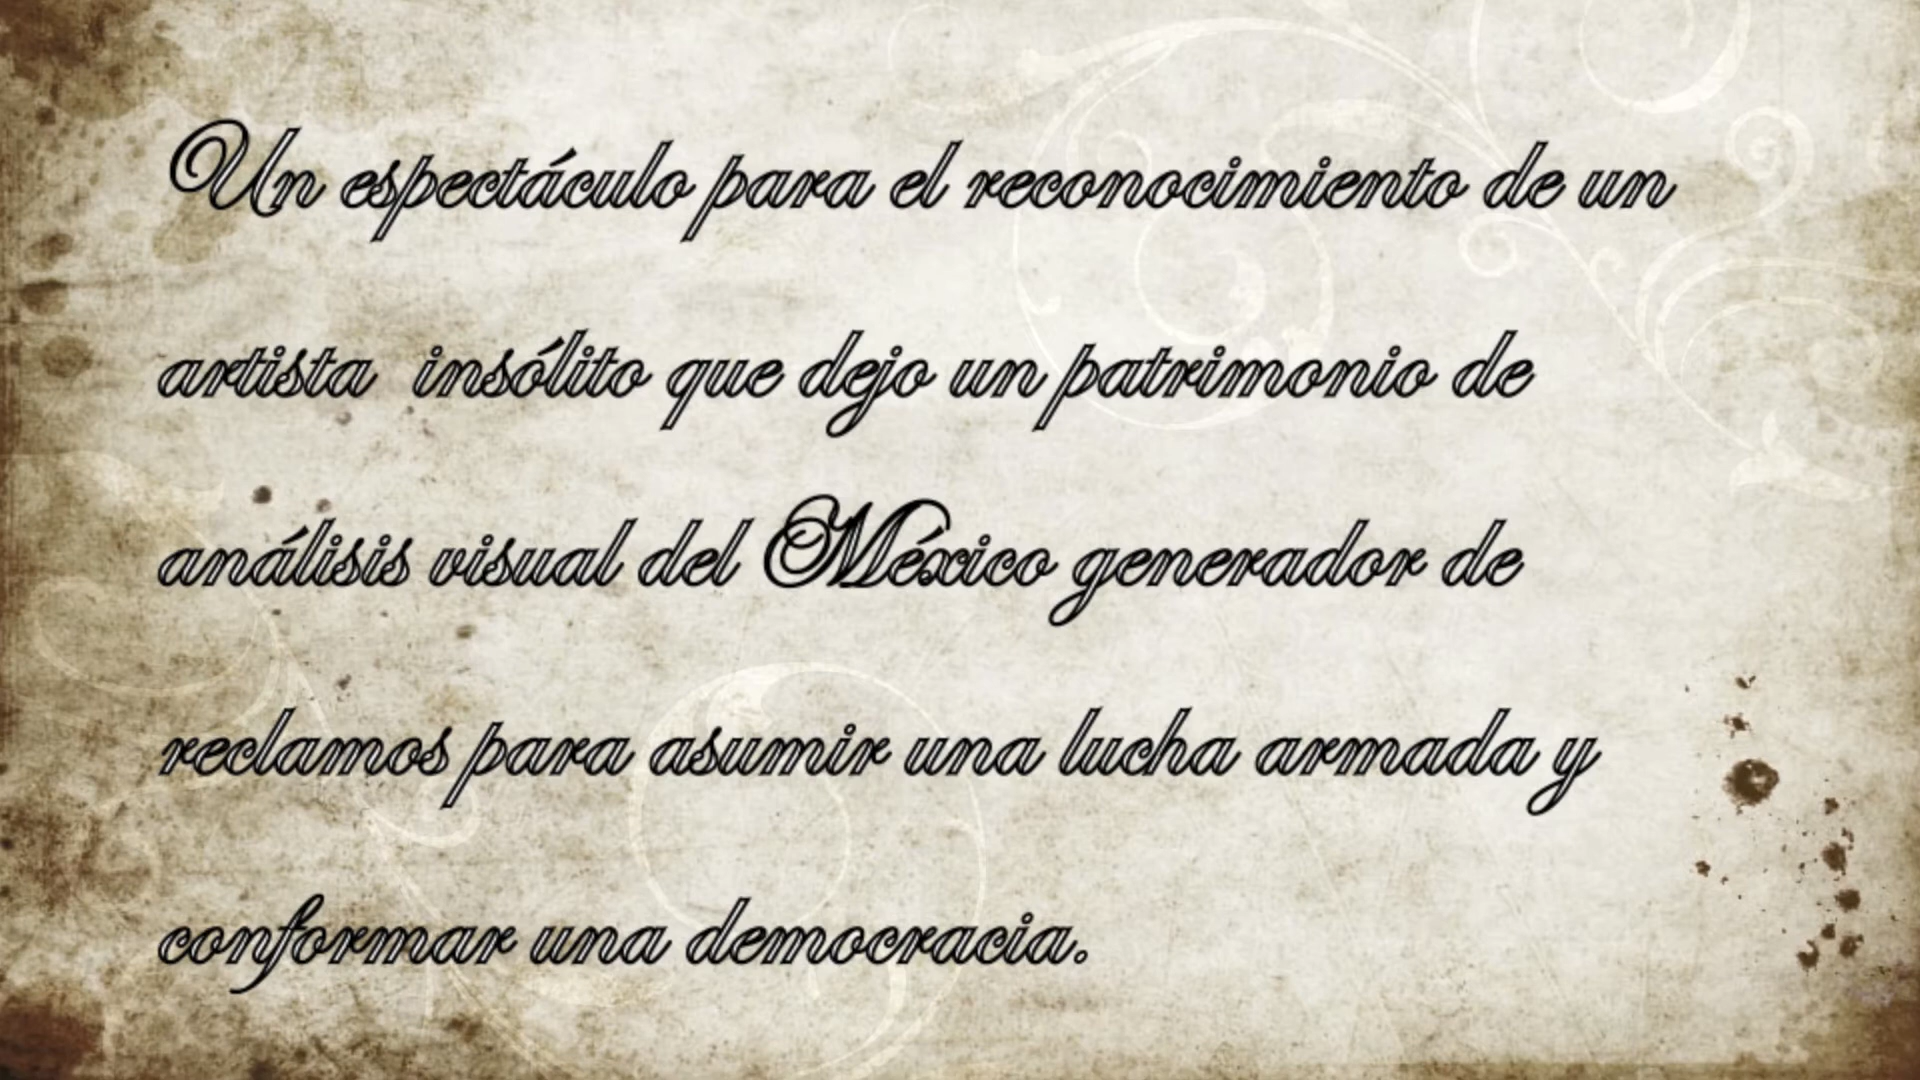 Un espectáculo para el reconocimiento de un
artista insólito que dejo un patrimonio de
análisis visual del México generador de
reclamos para asumir una lucha armada y
conformar una democracia.